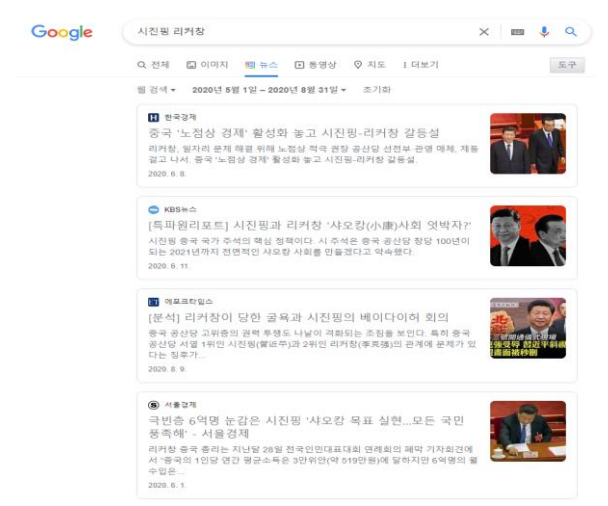 Google
시진핑 리커창
전체 이미지 뉴스 동영상 지도 더보기 도구
웹 검색 2020년 5월 1일 – 2020년 8월 31일 초기화
한국경제
중국 '노점상 경제' 활성화 놓고 시진핑-리커창 갈등설
리커창, 일자리 문제 해결 위해 노점상 적극 권장 공산당 선전부 관영 매체, 제동
걸고 나서. 중국 '노점상 경제' 활성화 놓고 시진핑-리커창 갈등설.
2020. 6. 8.
KBS뉴스
[특파원리포트] 시진핑과 리커창 '샤오캉(小康)사회 엇박자?'
시진핑 중국 국가 주석의 핵심 정책이다. 시 주석은 중국 공산당 창당 100년이
되는 2021년까지 전면적인 샤오캉 사회를 만들겠다고 약속했다.
2020. 6. 11.
에포크타임스
[분석] 리커창이 당한 굴욕과 시진핑의 베이다이허 회의
중국 공산당 고위층의 권력 투쟁도 나날이 격화되는 조짐을 보인다. 특히 중국
공산당 서열 1위인 시진핑(習近平)과 2위인 리커창(李克強)의 관계에 문제가 있
다는 징후가...
2020. 8. 9.
서울경제
극빈층 6억명 눈감은 시진핑 '샤오캉 목표 실현...모든 국민
풍족해' - 서울경제
리커창 중국 총리는 지난달 28일 전국인민대표대회 연례회의 폐막 기자회견에
서 "중국의 1인당 연간 평균소득은 3만위안(약 519만원)에 달하지만 6억명의 월
수입은...
2020. 6. 1.